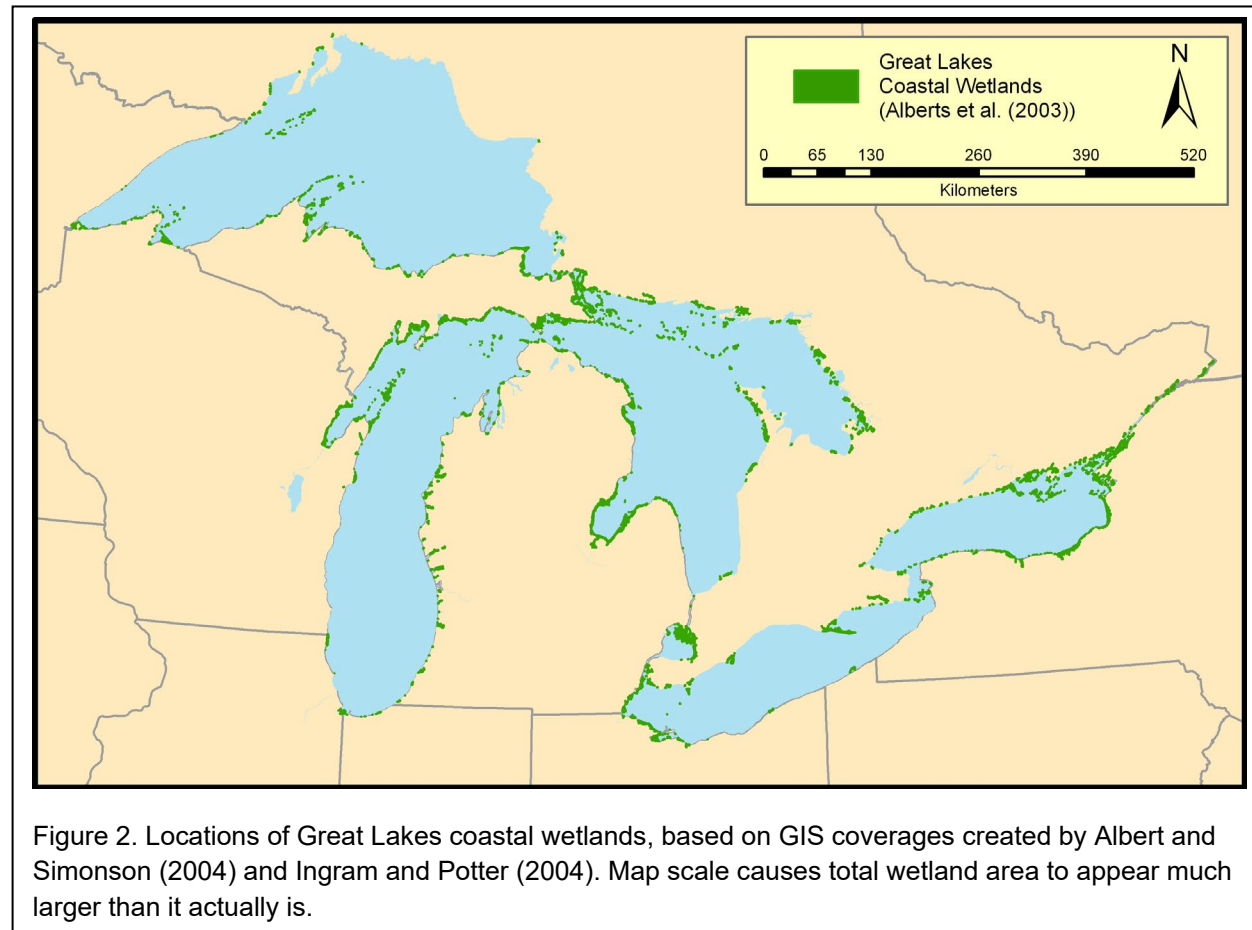 Great Lakes
Coastal Wetlands
(Alberts et al. (2003))
N
0 65 130 260 390 520
Kilometers
Figure 2. Locations of Great Lakes coastal wetlands, based on GIS coverages created by Albert and
Simonson (2004) and Ingram and Potter (2004). Map scale causes total wetland area to appear much
larger than it actually is.